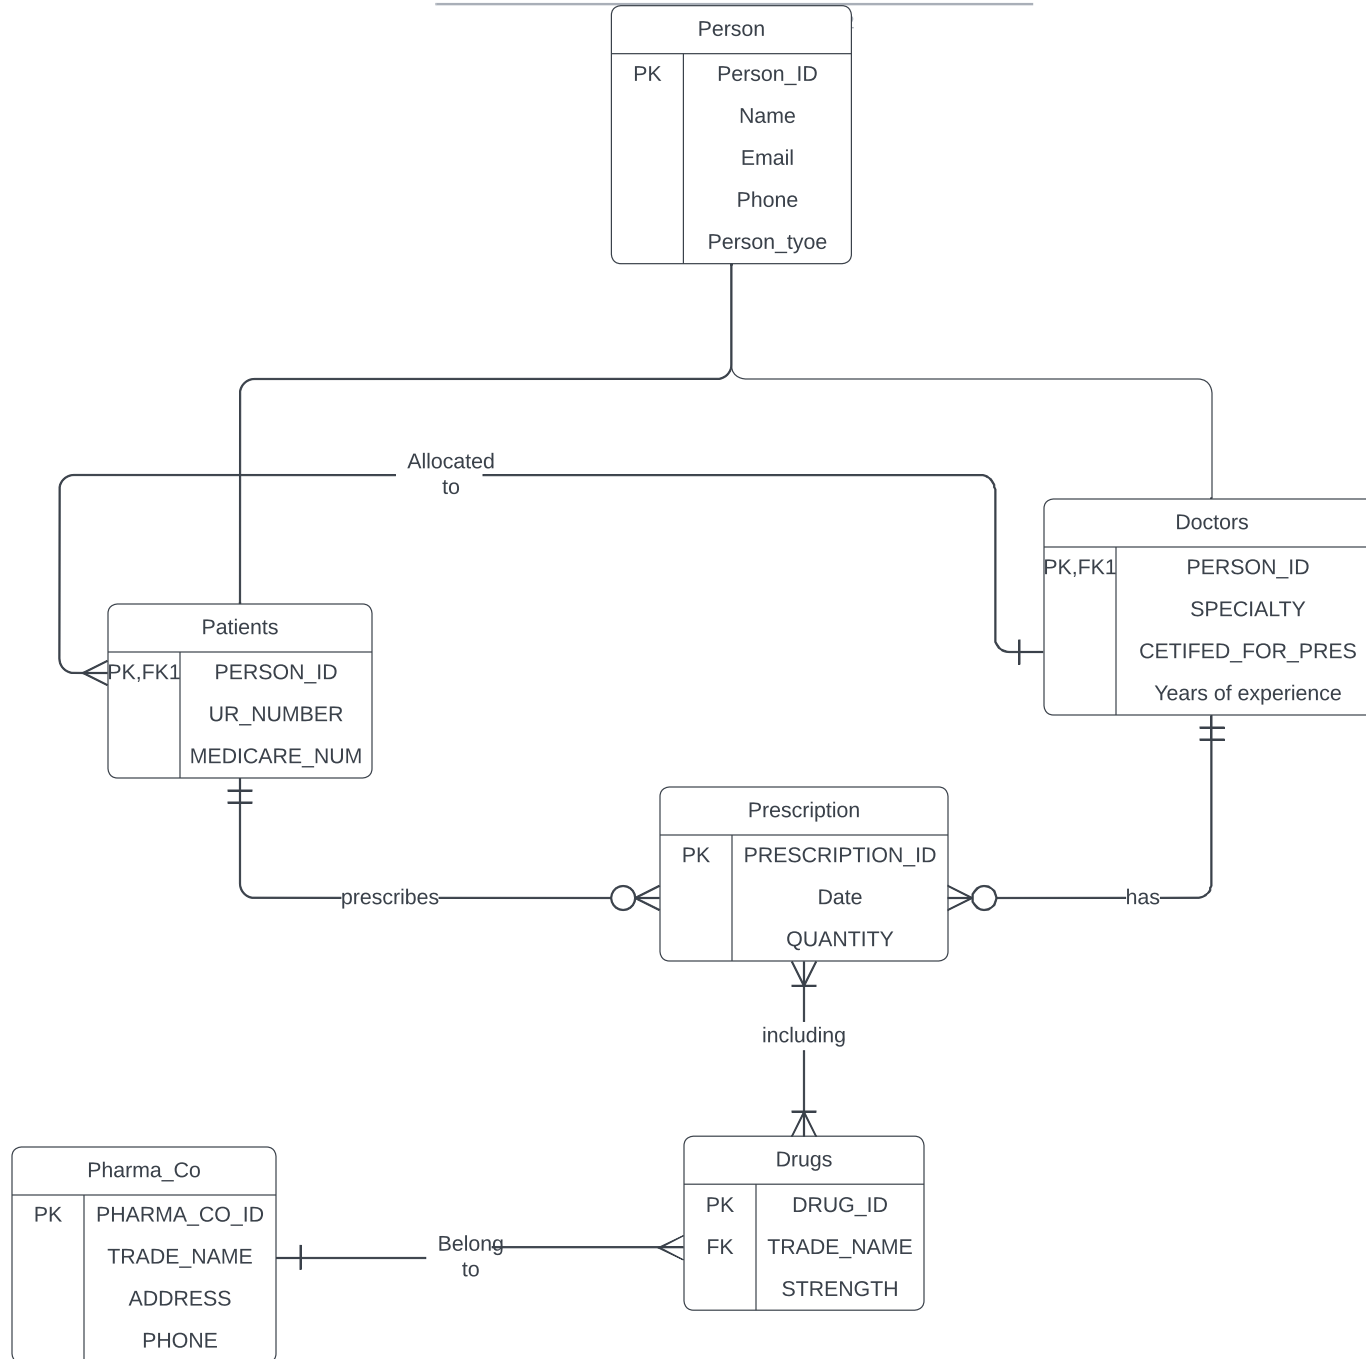 Person
PK Person_ID
Name
Email
Phone
Person_tyoe
Allocated
to
Doctors
PK,FK1 PERSON_ID
SPECIALTY
CETIFED_FOR_PRES
Years of experience
Patients
PK,FK1 PERSON_ID
UR_NUMBER
MEDICARE_NUM
Prescription
PK PRESCRIPTION_ID
Date
QUANTITY
prescribes
has
including
Drugs
PK DRUG_ID
FK TRADE_NAME
STRENGTH
Pharma_Co
PK PHARMA_CO_ID
TRADE_NAME
ADDRESS
PHONE
Belong
to